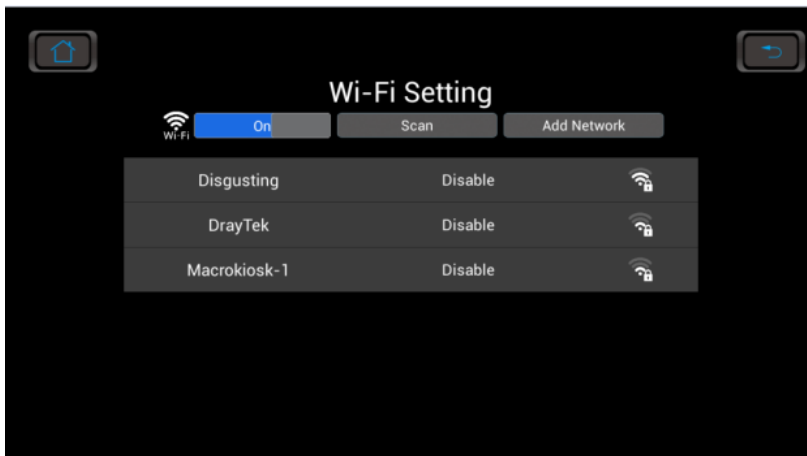 Wi-Fi Setting
Wi-Fi On Scan Add Network
Disgusting Disable
DrayTek Disable
Macrokiosk-1 Disable